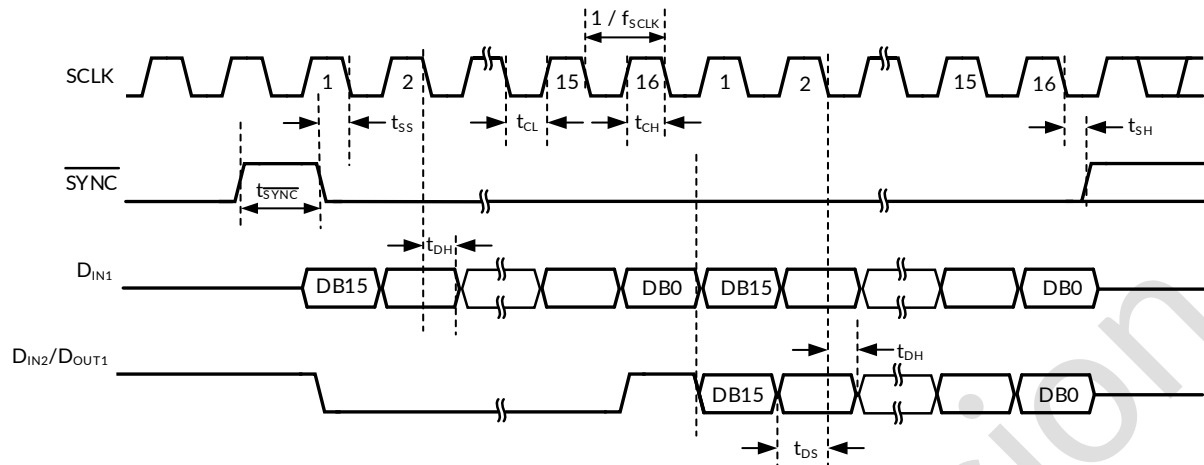 1 / fSCLK
SCLK 1 2 15 16 1 2 15 16
tSS tCL tCH tSH
SYNC
tSYNC
tDH
DIN1 DB15 DB0 DB15 DB0
DIN2/DOUT1 tDH
DB15 DB0
tDS
sion